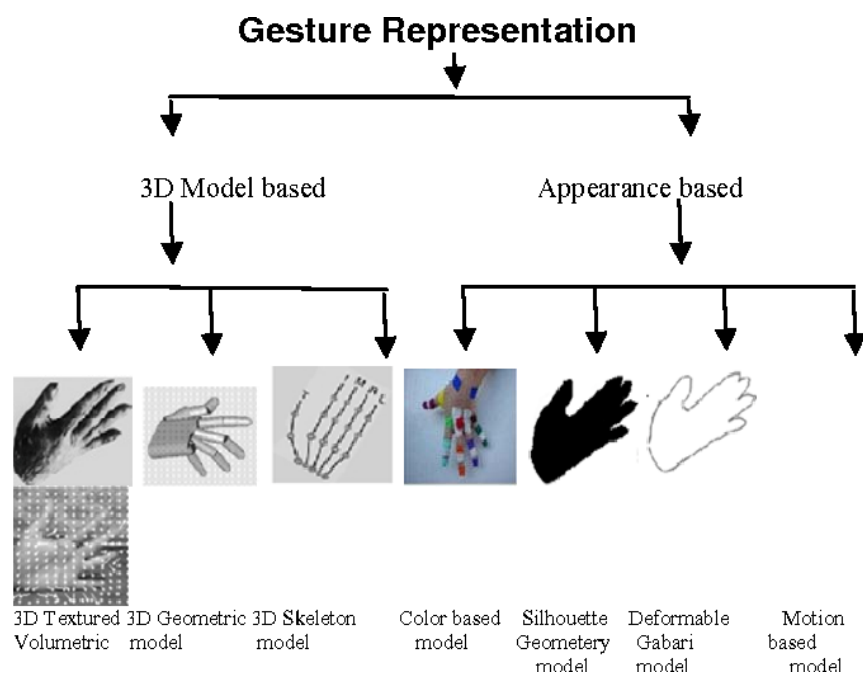 Gesture Representation
3D Model based
Appearance based
3D Textured
Volumetric
3D Geometric
model
3D Skeleton
model
Color based
model
Silhouette
Geometery
model
Deformable
Gabari
model
Motion
based
model